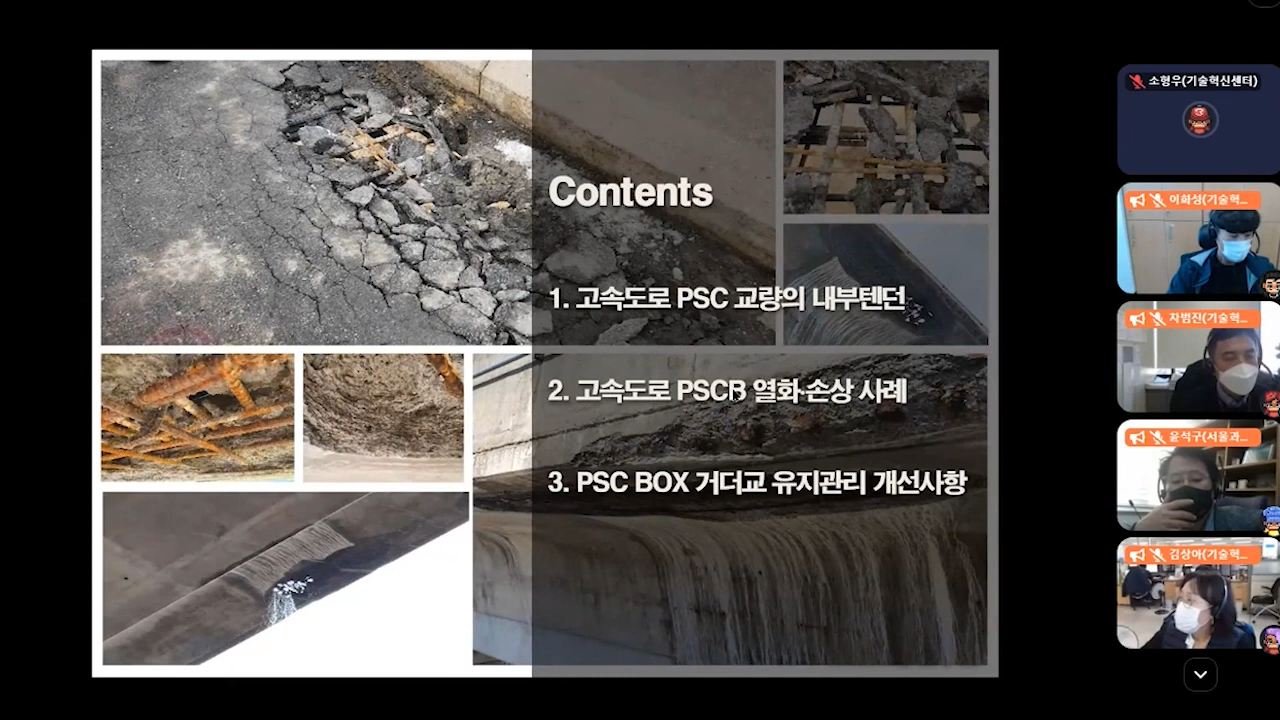 Contents
1. 고속도로 PSC 교량의 내부텐던
2. 고속도로 PSCB 열화·손상 사례
3. PSC BOX 거더교 유지관리 개선사항
소형우(기술혁신센터)
이화성(기술혁...
차범진(기술혁...
윤석구(서울과...
김상아(기술혁...